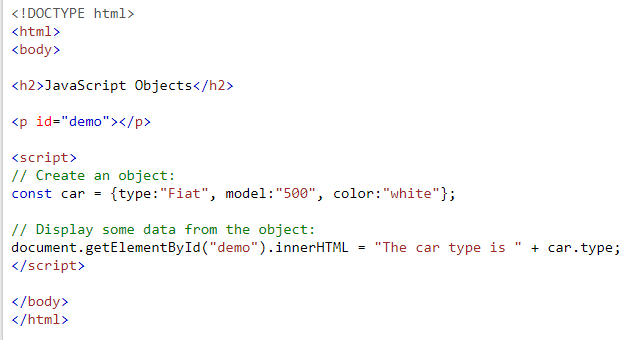 <!DOCTYPE html>
<html>
<body>

<h2>JavaScript Objects</h2>

<p id="demo"></p>

<script>
// Create an object:
const car = {type:"Fiat", model:"500", color:"white"};

// Display some data from the object:
document.getElementById("demo").innerHTML = "The car type is " + car.type;
</script>

</body>
</html>